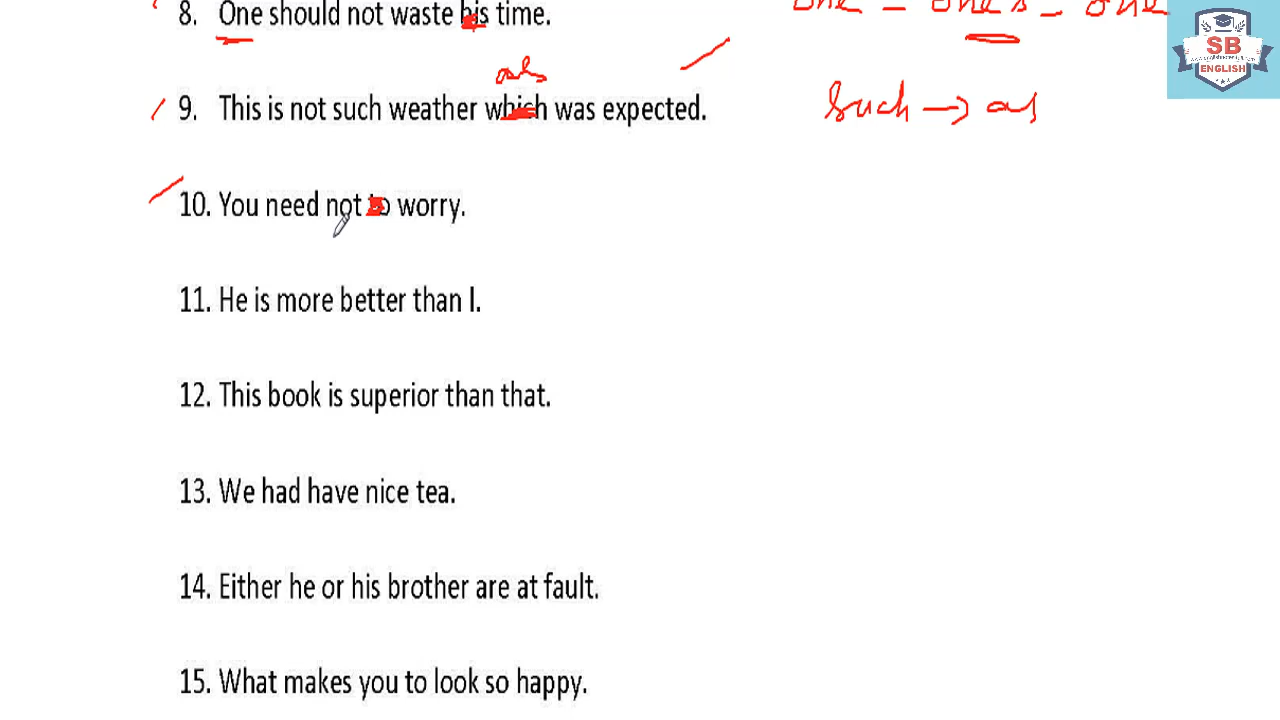 8. One should not waste his time.
one - one's - one
SB
ENGLISH
as
9. This is not such weather which was expected.
such → as
10. You need not to worry.
11. He is more better than I.
12. This book is superior than that.
13. We had have nice tea.
14. Either he or his brother are at fault.
15. What makes you to look so happy.